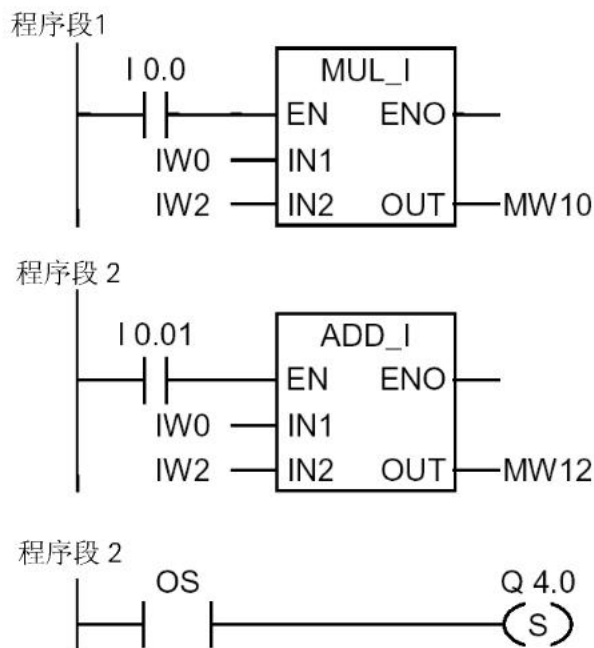 程序段1
I 0.0
MUL_I
EN ENO
IW0 IN1
IW2 IN2 OUT MW10
程序段 2
I 0.01
ADD_I
EN ENO
IW0 IN1
IW2 IN2 OUT MW12
程序段 2
OS Q 4.0
S